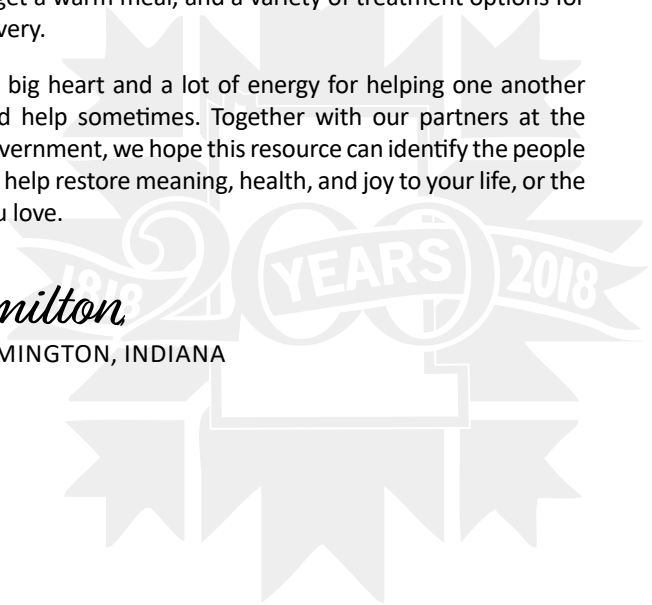 get a warm meal, and a variety of treatment options for
very.
big heart and a lot of energy for helping one another
d help sometimes. Together with our partners at the
vernment, we hope this resource can identify the people
help restore meaning, health, and joy to your life, or the
u love.
1818 200 YEARS 2018
milton,
MINGTON, INDIANA